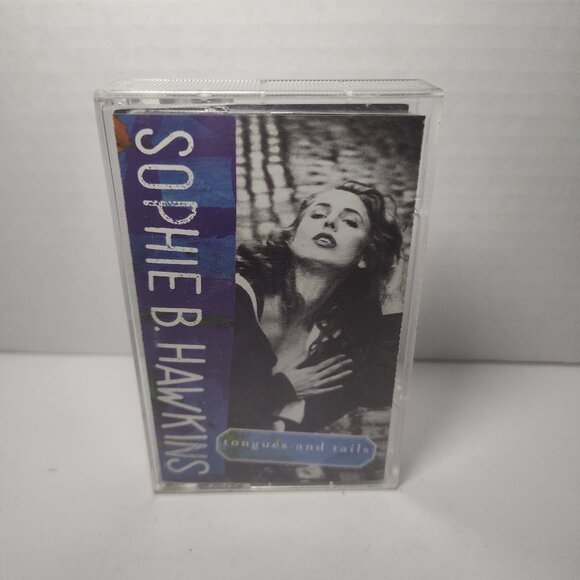 SOPHIE B. HAWKINS
tongues and tails